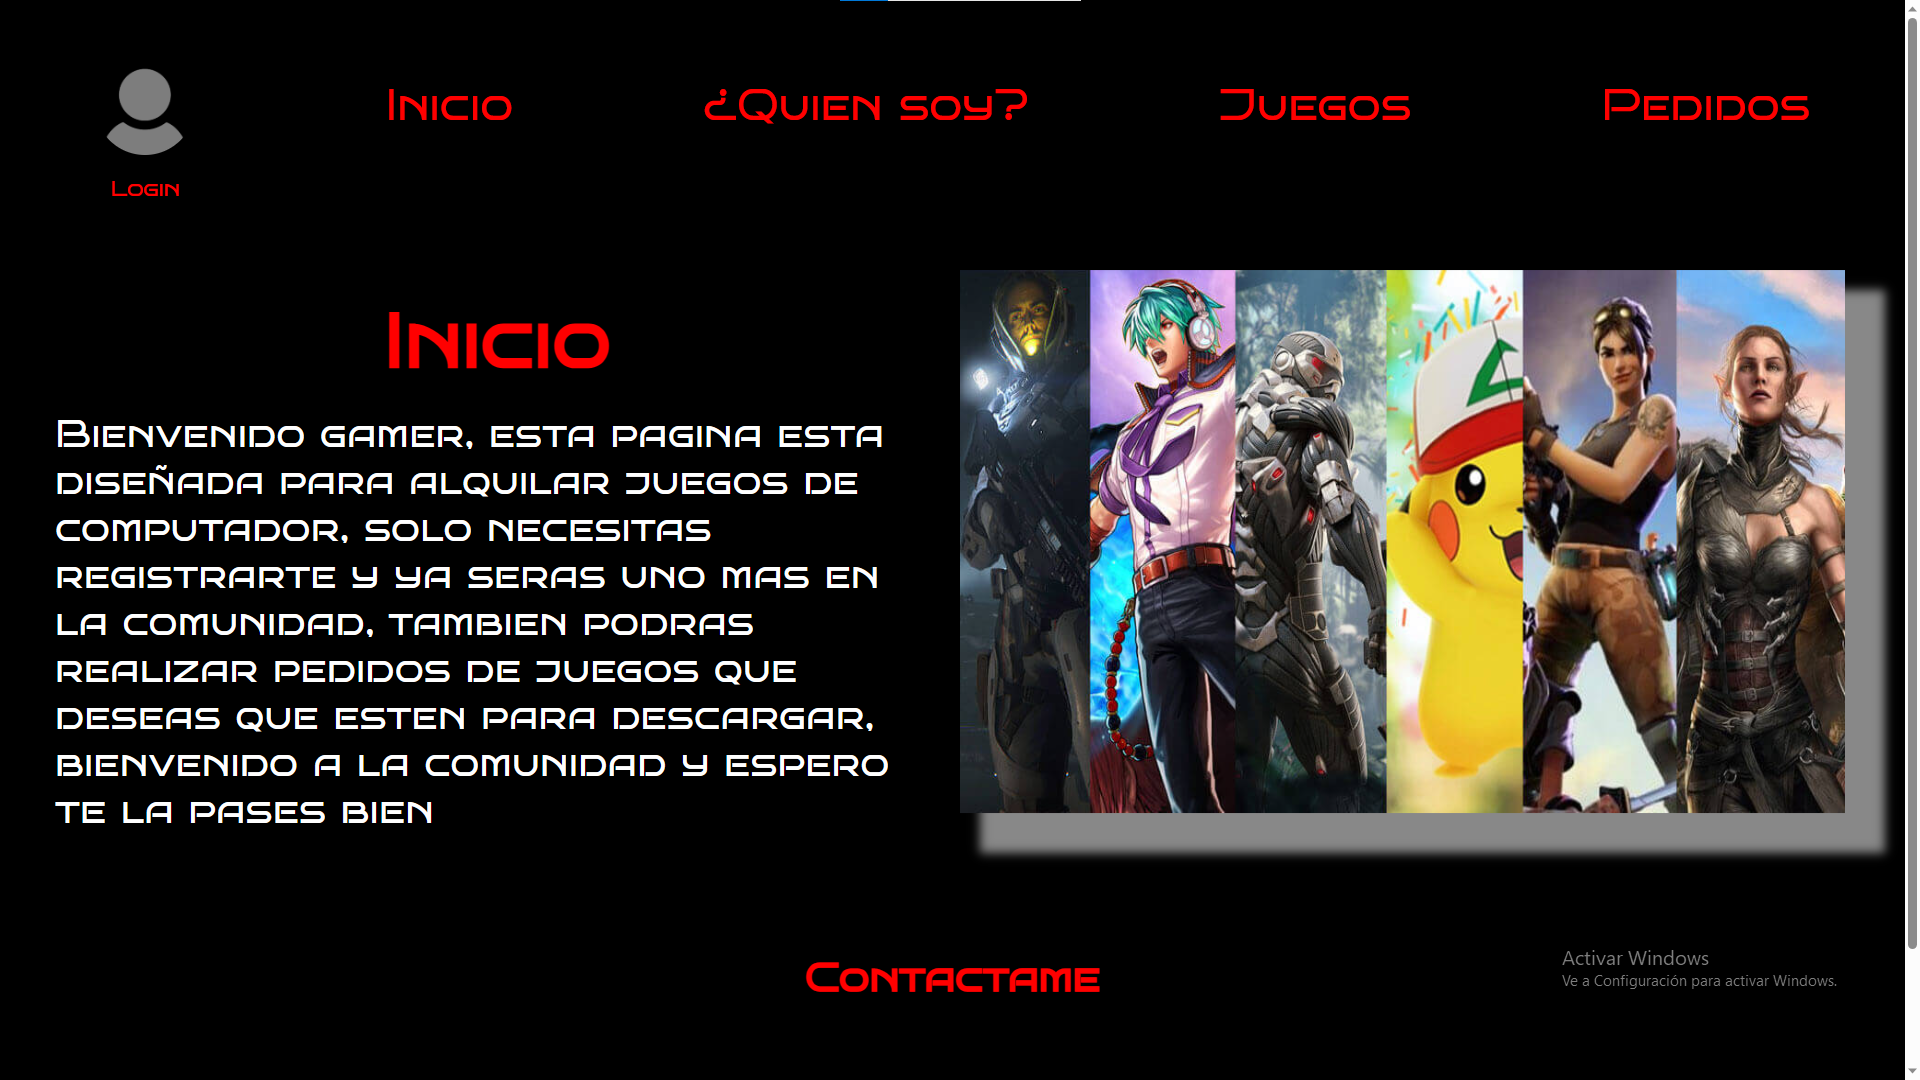 Inicio
¿Quien soy?
Juegos
Pedidos
Login
Inicio
Bienvenido gamer, esta pagina esta
diseñada para alquilar juegos de
computador, solo necesitas
registrarte y ya seras uno mas en
la comunidad, tambien podras
realizar pedidos de juegos que
deseas que esten para descargar,
bienvenido a la comunidad y espero
te la pases bien
Contactame
Activar Windows
Ve a Configuración para activar Windows.